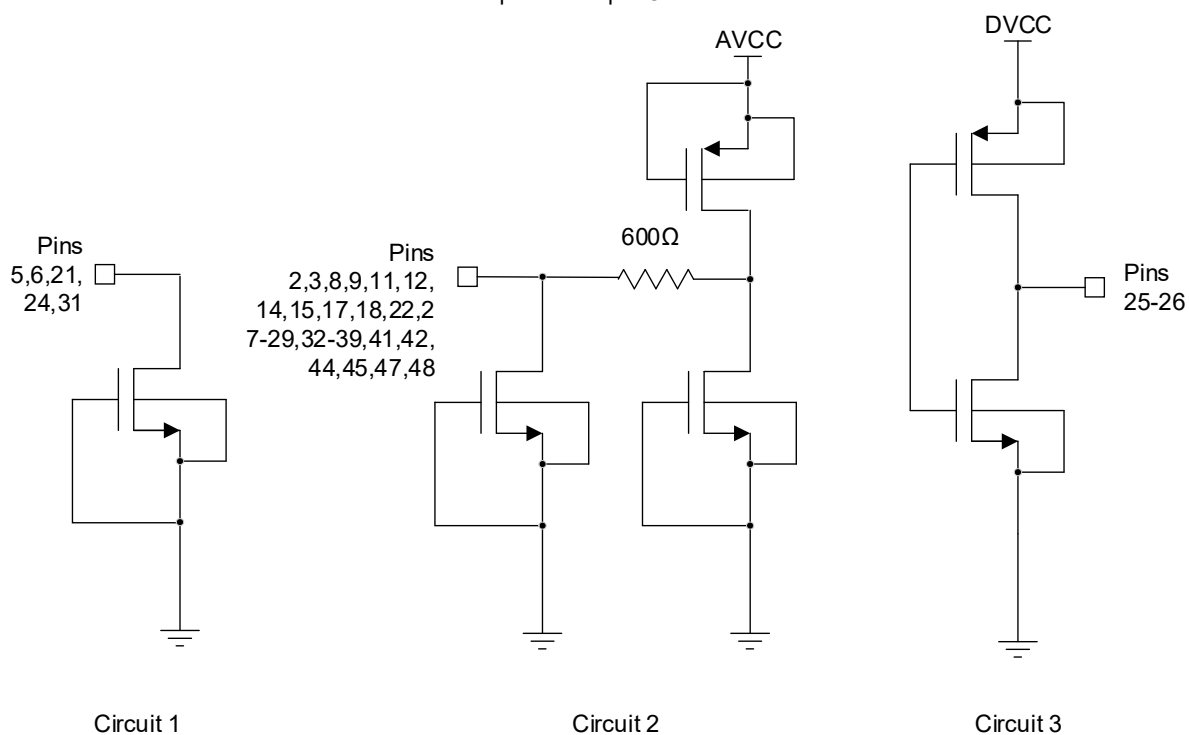 AVCC
DVCC
600Ω
Pins
5,6,21,
24,31
Pins
2,3,8,9,11,12,
14,15,17,18,22,2
7-29,32-39,41,42,
44,45,47,48
Pins
25-26
Circuit 1
Circuit 2
Circuit 3